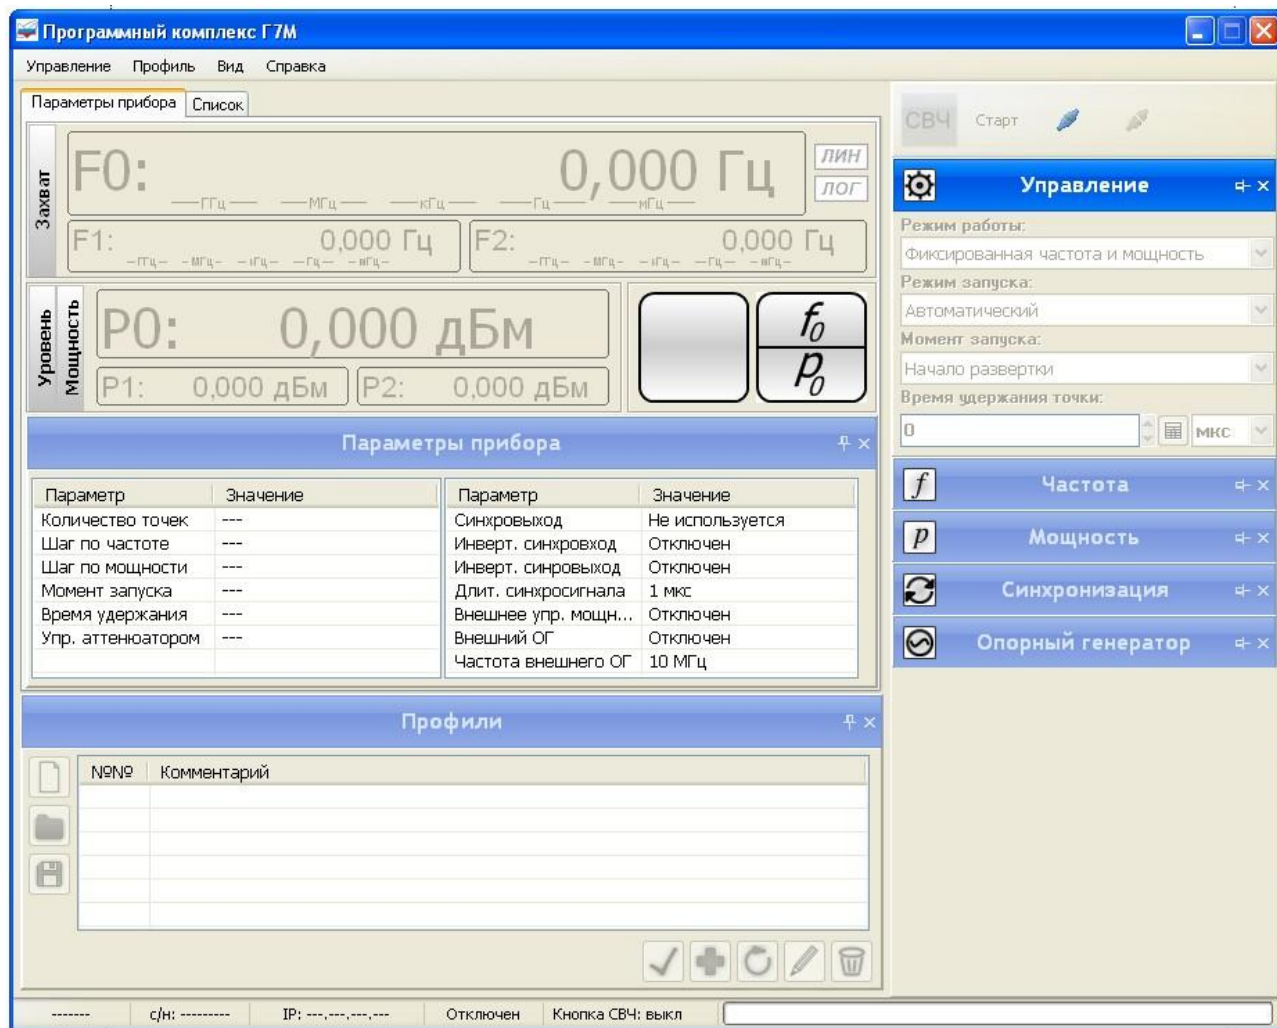 Программный комплекс Г7М
Управление Профиль Вид Справка
Параметры прибора Список
Захват
F0: 0,000 Гц
ГГц МГц кГц Гц мГц
ЛИН
ЛОГ
F1: 0,000 Гц
F2: 0,000 Гц
Уровень
Мощность
P0: 0,000 дБм
P1: 0,000 дБм
P2: 0,000 дБм
f0
p0
Параметры прибора
Параметр Значение
Количество точек ---
Шаг по частоте ---
Шаг по мощности ---
Момент запуска ---
Время удержания ---
Упр. аттенюатором ---
Параметр Значение
Синхровыход Не используется
Инверт. синхровход Отключен
Инверт. синровыход Отключен
Длит. синхросигнала 1 мкс
Внешнее упр. мощн... Отключен
Внешний ОГ Отключен
Частота внешнего ОГ 10 МГц
Профили
№№ Комментарий
СВЧ Старт
Управление
Режим работы:
Фиксированная частота и мощность
Режим запуска:
Автоматический
Момент запуска:
Начало развертки
Время удержания точки:
0 мкс
f Частота
p Мощность
Синхронизация
Опорный генератор
------- с/н: --------- IP: ---.---.---.--- Отключен Кнопка СВЧ: выкл